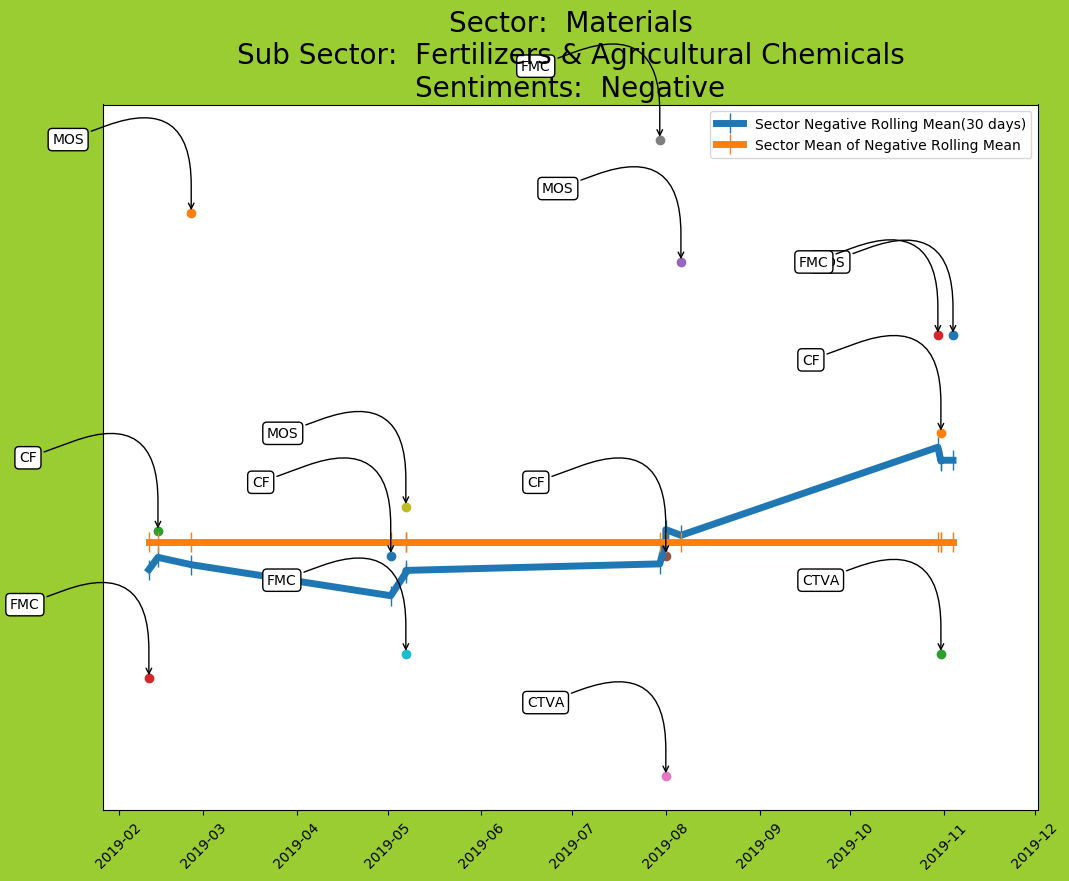 Sector:  Materials
Sub Sector:  Fertilizers & Agricultural Chemicals
Sentiments:  Negative
FMC
Sector Negative Rolling Mean(30 days)
Sector Mean of Negative Rolling Mean
MOS
MOS
FMC
CF
MOS
CF
CF
CF
FMC
CTVA
FMC
CTVA
2019-02
2019-03
2019-04
2019-05
2019-06
2019-07
2019-08
2019-09
2019-10
2019-11
2019-12